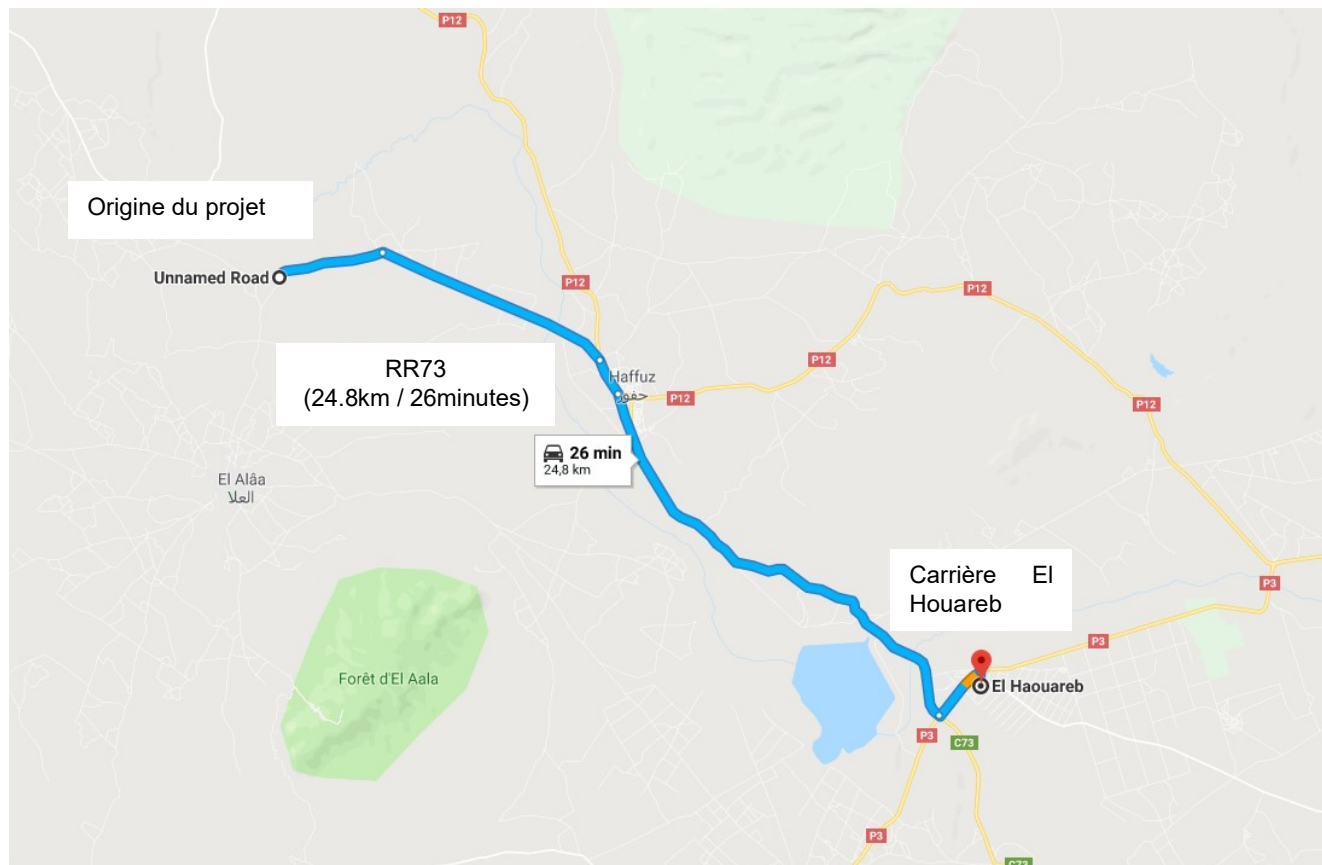 P12
Origine du projet
Unnamed Road
P12
P12
RR73
(24.8km / 26minutes)
P12
Haffuz
حفوز
P12
P12
26 min
24,8 km
El Alâa
العلا
Carrière El
Houareb
P3
P3
Forêt d'El Aala
El Haouareb
P3
C73
P3
C73